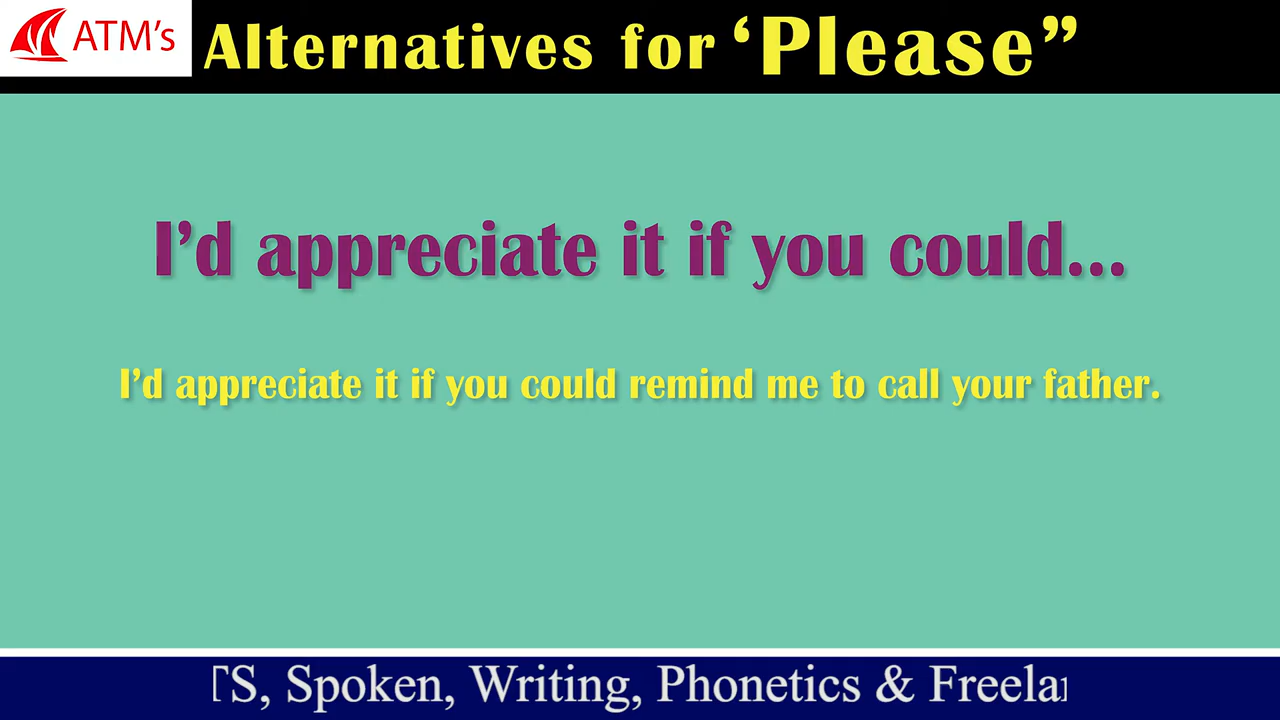 ATM's
Alternatives for ‘Please”
I’d appreciate it if you could...
I’d appreciate it if you could remind me to call your father.
Spoken, Writing, Phonetics &